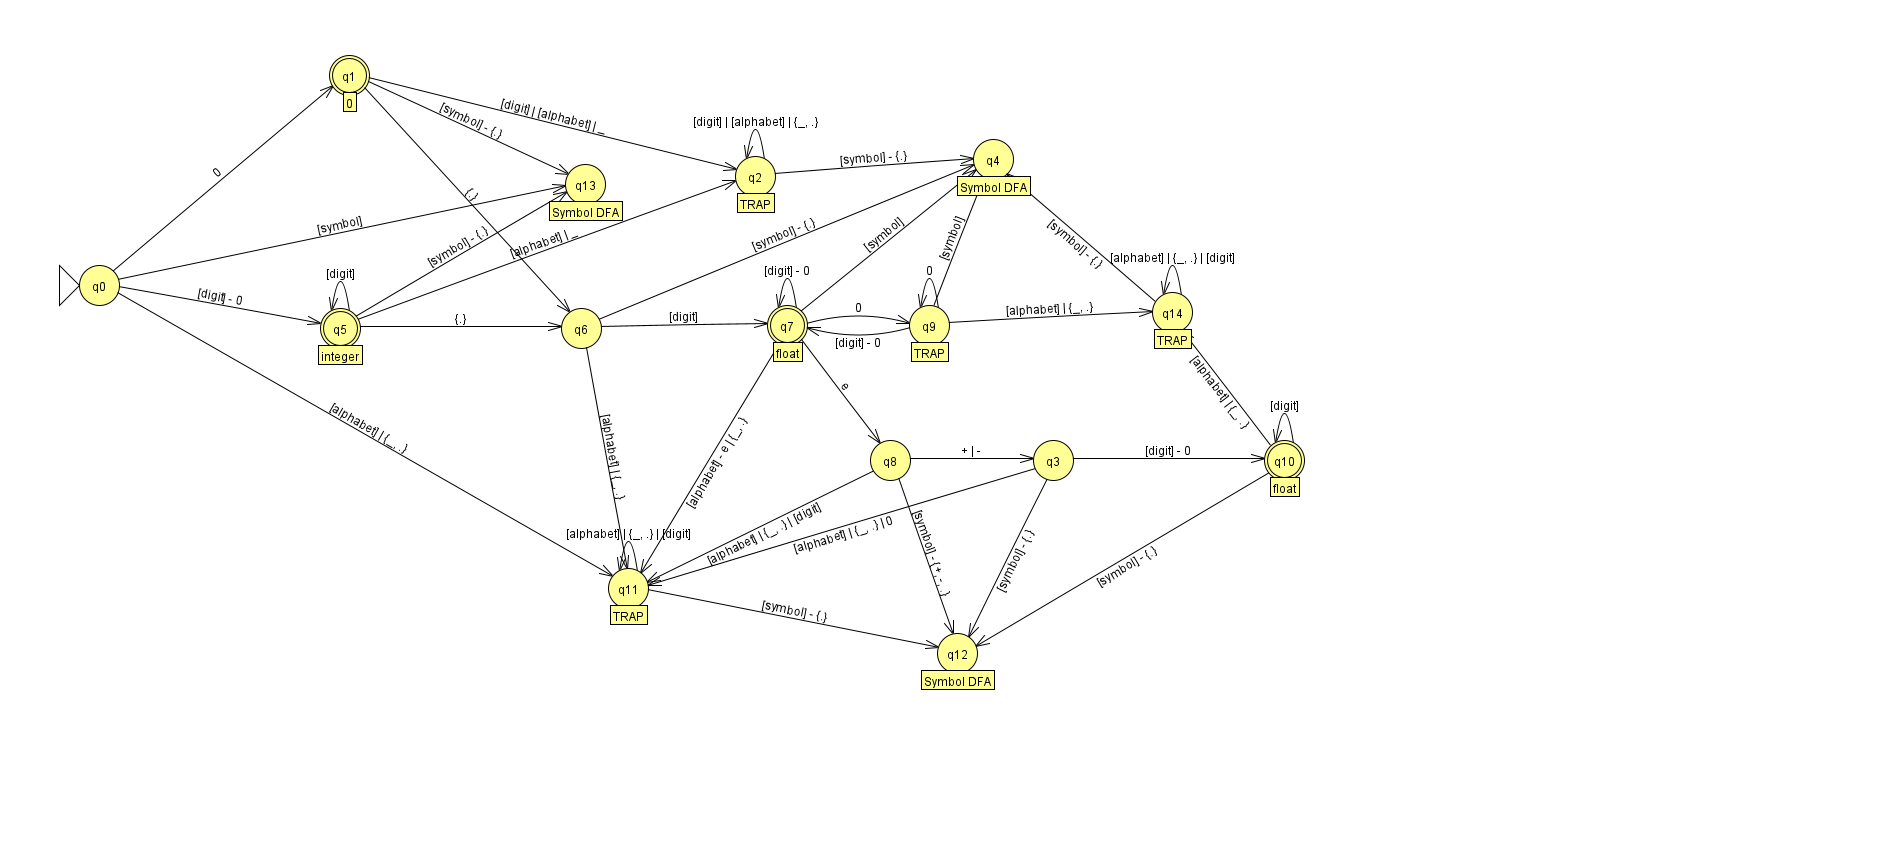 q1
0
[digit] | [alphabet] | _
[symbol] - {.}
{.}
0
[digit] | [alphabet] | {_, .}
q2
TRAP
[symbol] - {.}
q4
Symbol DFA
q13
Symbol DFA
[symbol]
[symbol] - {.}
[alphabet] | _
[symbol] - {.}
[symbol]
[symbol]
[symbol] - {.}
q0
[digit] - 0
[digit]
q5
integer
{.}
q6
[digit]
[digit] - 0
q7
float
0
[digit] - 0
0
q9
TRAP
[alphabet] | {_, .}
[alphabet] | {_, .} | [digit]
q14
TRAP
[alphabet] | {_, .}
[alphabet] | {_, .}
[alphabet] | {_, .}
[alphabet] - e | {_, .}
e
q8
+ | -
q3
[digit] - 0
[digit]
q10
float
[alphabet] | {_, .} | [digit]
[alphabet] | {_, .} | 0
[symbol] - {+, -, .}
[symbol] - {.}
[symbol] - {.}
[alphabet] | {_, .} | [digit]
q11
TRAP
[symbol] - {.}
q12
Symbol DFA